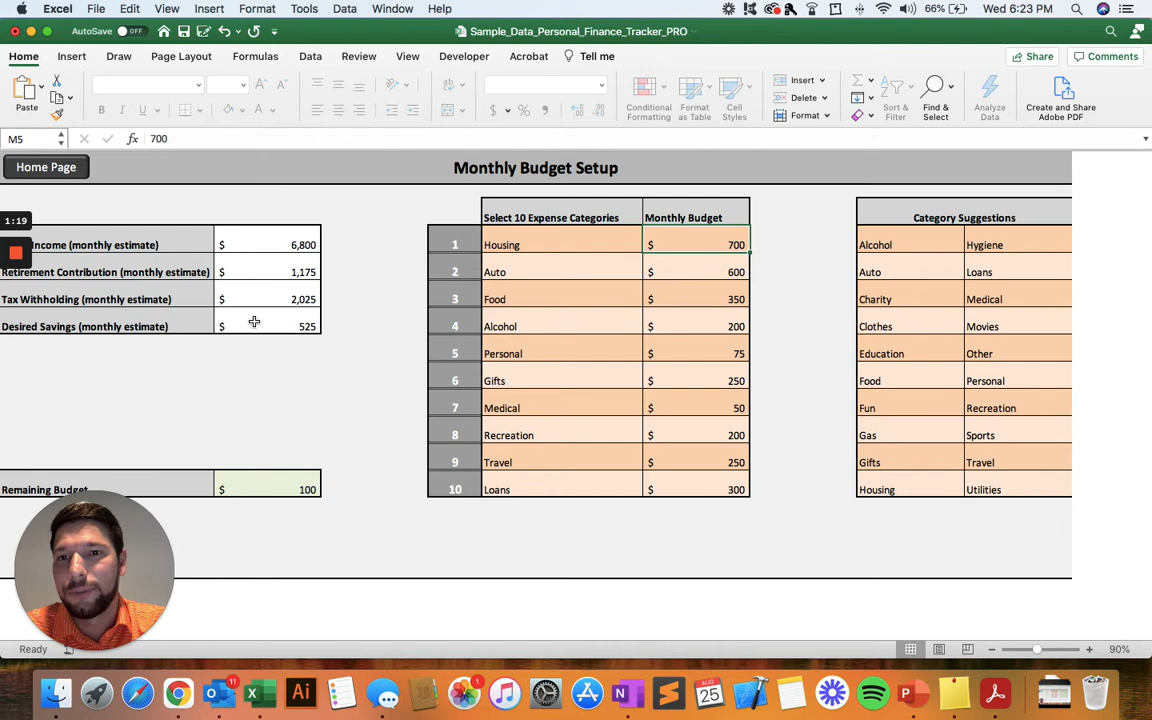 Excel File Edit View Insert Format Tools Data Window Help 66% Wed 6:23 PM
AutoSave OFF Sample_Data_Personal_Finance_Tracker_PRO
Home Insert Draw Page Layout Formulas Data Review View Developer Acrobat Tell me Share Comments
Paste B I U A A ab $ % Conditional Formatting Format as Table Cell Styles Insert Delete Format Sort & Filter Find & Select Analyze Data Create and Share Adobe PDF
M5 fx 700
Home Page Monthly Budget Setup
1:19
Select 10 Expense Categories Monthly Budget Category Suggestions
Income (monthly estimate) $ 6,800 1 Housing $ 700 Alcohol Hygiene
Retirement Contribution (monthly estimate) $ 1,175 2 Auto $ 600 Auto Loans
Tax Withholding (monthly estimate) $ 2,025 3 Food $ 350 Charity Medical
Desired Savings (monthly estimate) $ 525 4 Alcohol $ 200 Clothes Movies
5 Personal $ 75 Education Other
6 Gifts $ 250 Food Personal
7 Medical $ 50 Fun Recreation
8 Recreation $ 200 Gas Sports
9 Travel $ 250 Gifts Travel
Remaining Budget $ 100 10 Loans $ 300 Housing Utilities
Ready 90%
11 1 AUG 25